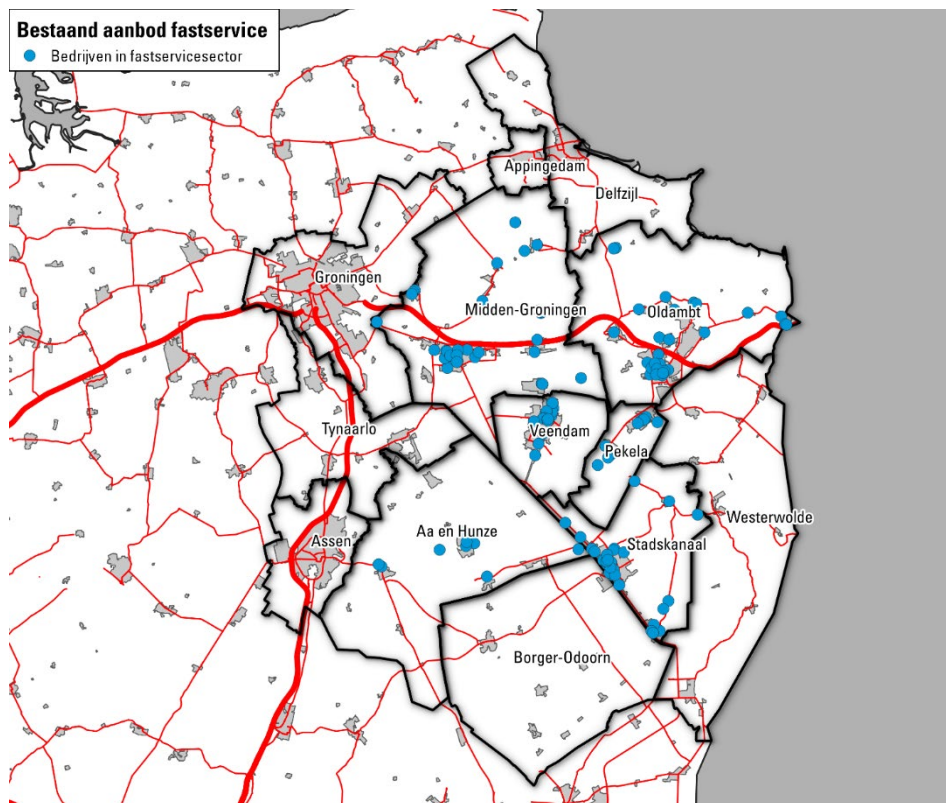 Bestaand aanbod fastservice
Bedrijven in fastservicesector
Appingedam
Delfzijl
Groningen
Midden-Groningen
Oldambt
Tynaarlo
Veendam
Pekela
Westerwolde
Aa en Hunze
Assen
Stadskanaal
Borger-Odoorn